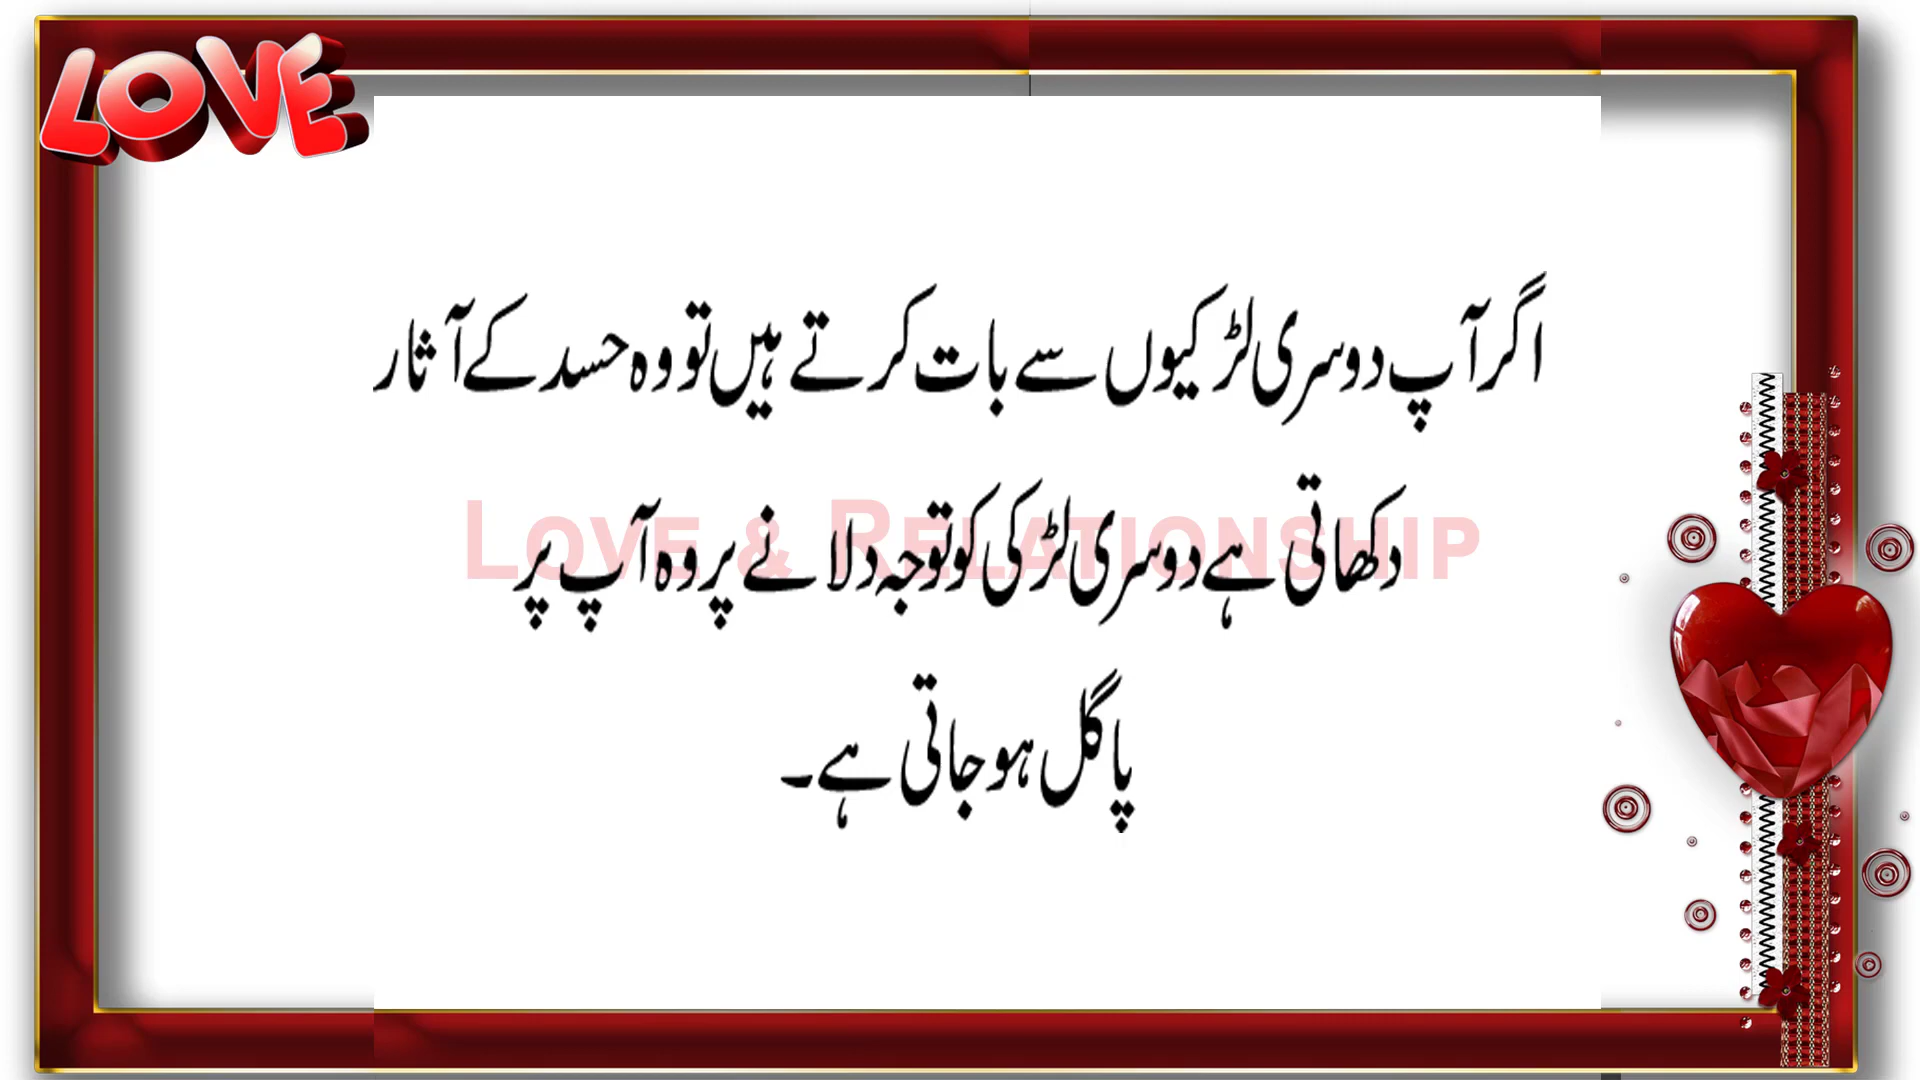 LOVE
اگر آپ دوسری لڑکیوں سے بات کرتے ہیں تو وہ حسد کے آثار
دکھاتی ہے دوسری لڑکی کو توجہ دلانے پر وہ آپ پر
LOVE & RELATIONSHIP
پاگل ہو جاتی ہے۔